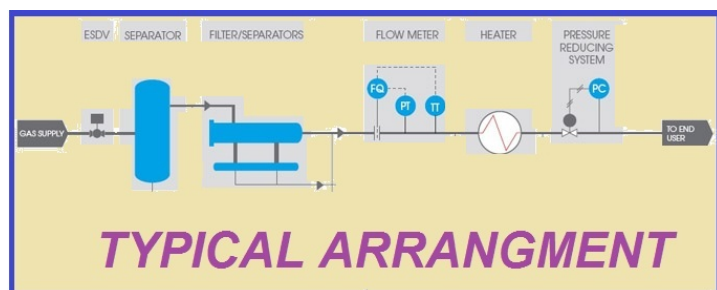 ESDV SEPARATOR FILTER/SEPARATORS FLOW METER HEATER PRESSURE
REDUCING
SYSTEM
FQ PT TT PC
GAS SUPPLY
TO END
USER
TYPICAL ARRANGMENT